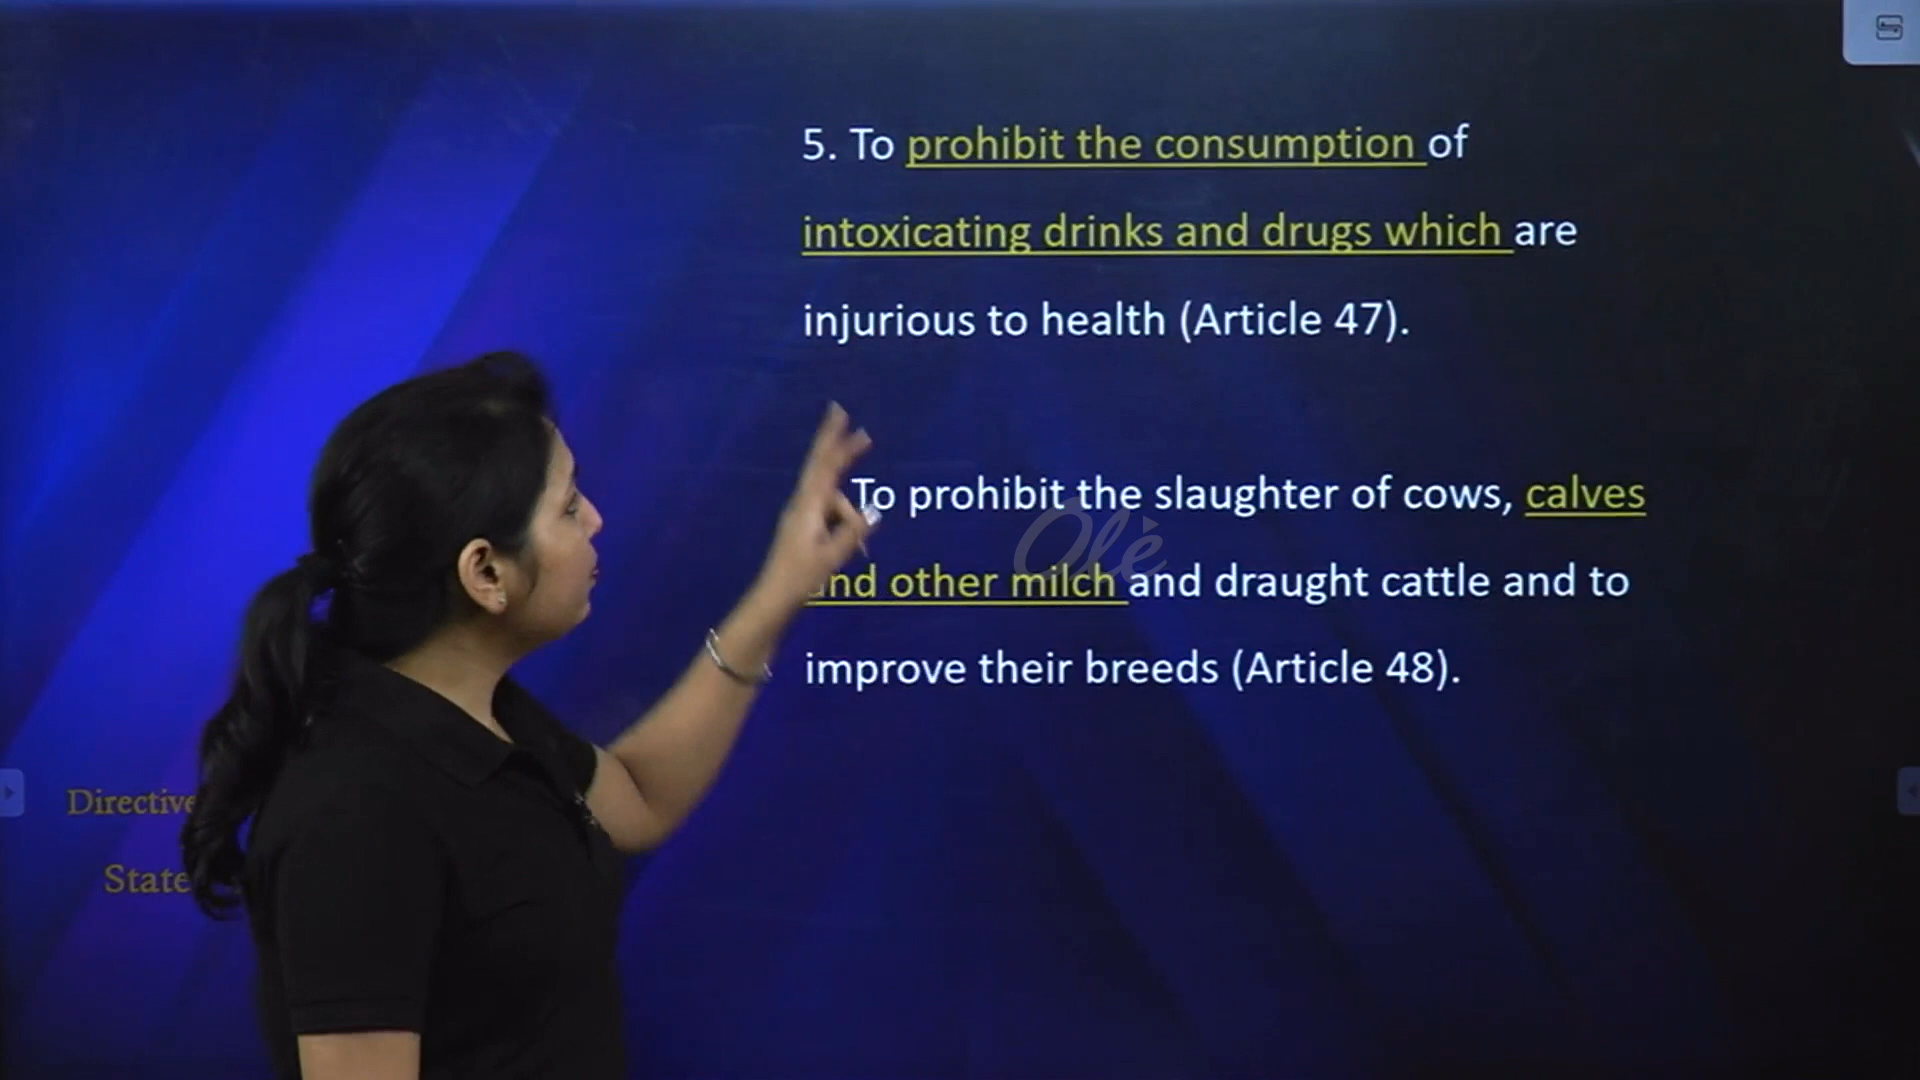 5. To prohibit the consumption of
intoxicating drinks and drugs which are
injurious to health (Article 47).
To prohibit the slaughter of cows, calves
and other milch and draught cattle and to
improve their breeds (Article 48).
Olè
Directive
State